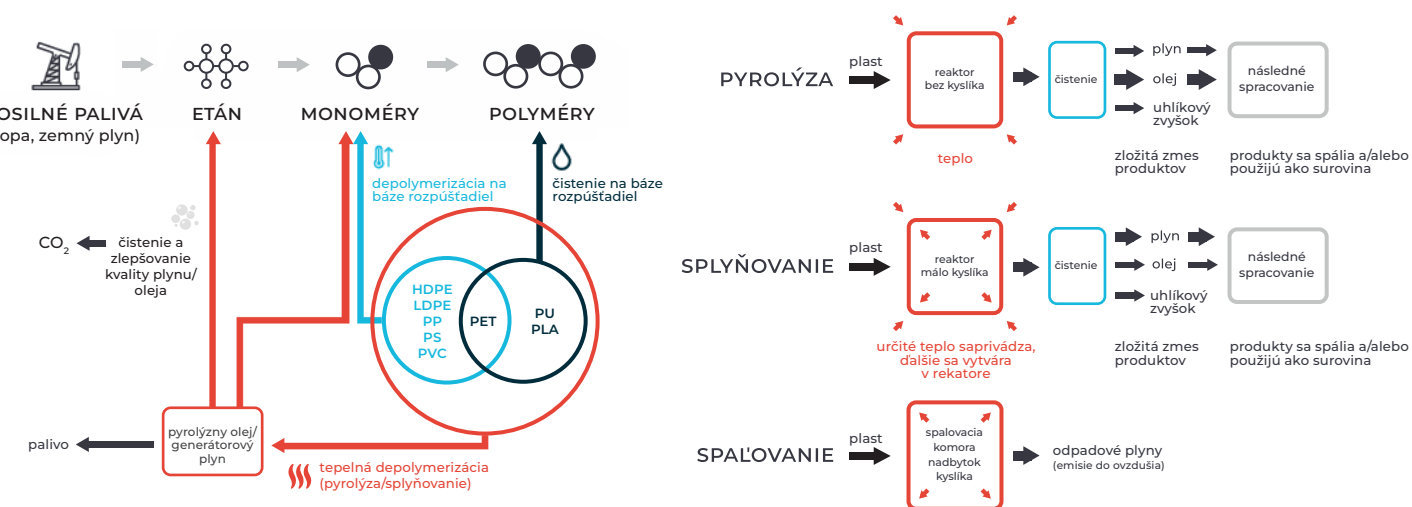 OSILNÉ PALIVÁ
opa, zemný plyn)
ETÁN
MONOMÉRY
POLYMÉRY
depolymerizácia na
báze rozpúšťadiel
čistenie na báze
rozpúšťadiel
CO2
čistenie a
zlepšovanie
kvality plynu/
oleja
HDPE
LDPE
PP
PS
PVC
PET
PU
PLA
palivo
pyrolýzny olej/
generátorový
plyn
tepelná depolymerizácia
(pyrolýza/splyňovanie)
PYROLÝZA
plast
reaktor
bez kyslíka
teplo
čistenie
plyn
olej
uhlíkový
zvyšok
následné
spracovanie
zložitá zmes
produktov
produkty sa spália a/alebo
použijú ako surovina
SPLYŇOVANIE
plast
reaktor
málo kyslíka
určité teplo saprivádza,
ďalšie sa vytvára
v rekatore
čistenie
plyn
olej
uhlíkový
zvyšok
následné
spracovanie
zložitá zmes
produktov
produkty sa spália a/alebo
použijú ako surovina
SPAĽOVANIE
plast
spalovacia
komora
nadbytok
kyslíka
odpadové plyny
(emisie do ovzdušia)